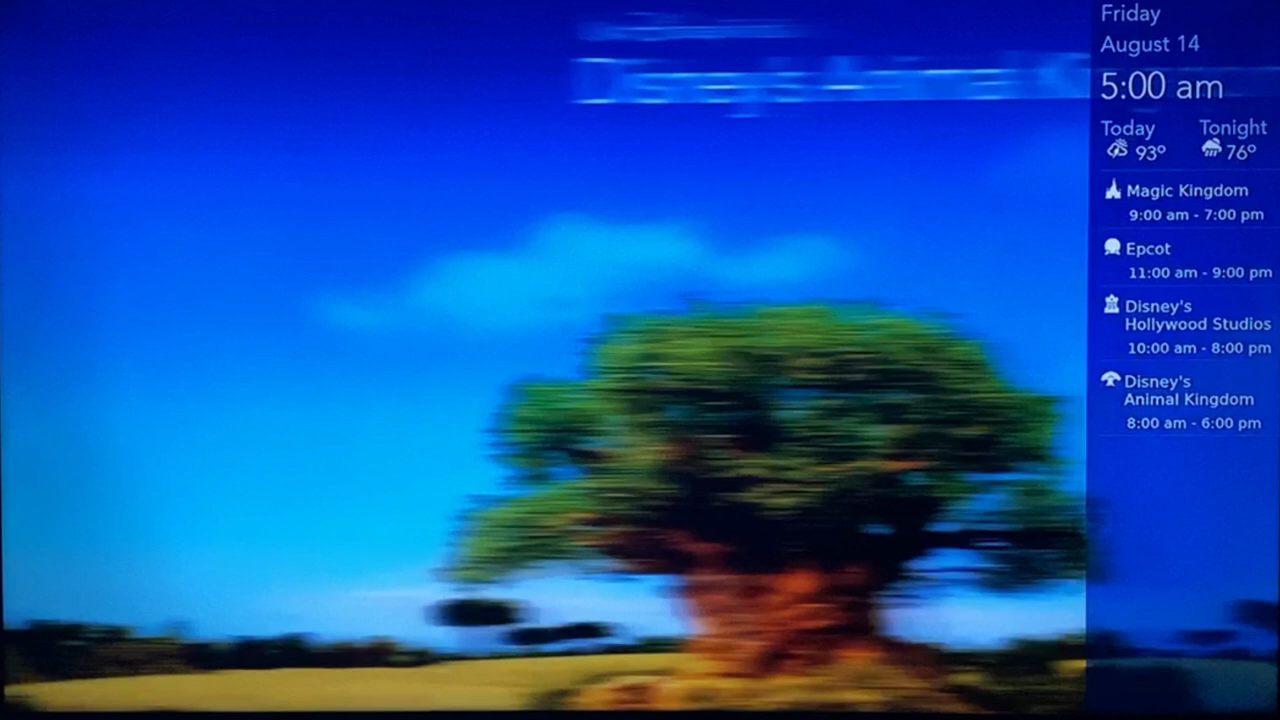 Friday
August 14
5:00 am
Today Tonight
93° 76°
Magic Kingdom
9:00 am - 7:00 pm
Epcot
11:00 am - 9:00 pm
Disney's
Hollywood Studios
10:00 am - 8:00 pm
Disney's
Animal Kingdom
8:00 am - 6:00 pm